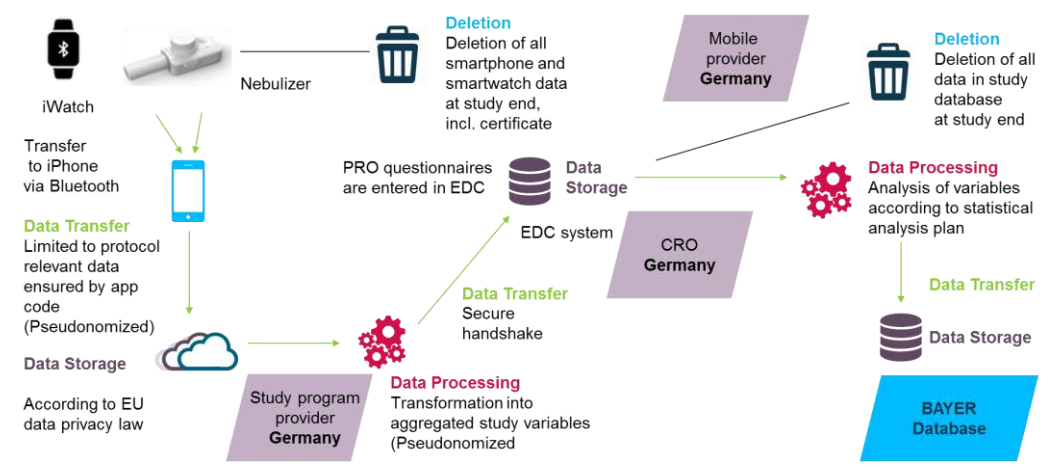 iWatch
Nebulizer
Deletion
Deletion of all
smartphone and
smartwatch data
at study end,
incl. certificate
Mobile
provider
Germany
Deletion
Deletion of all
data in study
database
at study end
Transfer
to iPhone
via Bluetooth
PRO questionnaires
are entered in EDC
Data
Storage
EDC system
Data Processing
Analysis of variables
according to statistical
analysis plan
Data Transfer
Limited to protocol
relevant data
ensured by app
code
(Pseudonomized)
CRO
Germany
Data Transfer
Secure
handshake
Data Transfer
Data Storage
Data Storage
According to EU
data privacy law
Study program
provider
Germany
Data Processing
Transformation into
aggregated study variables
(Pseudonomized
BAYER
Database